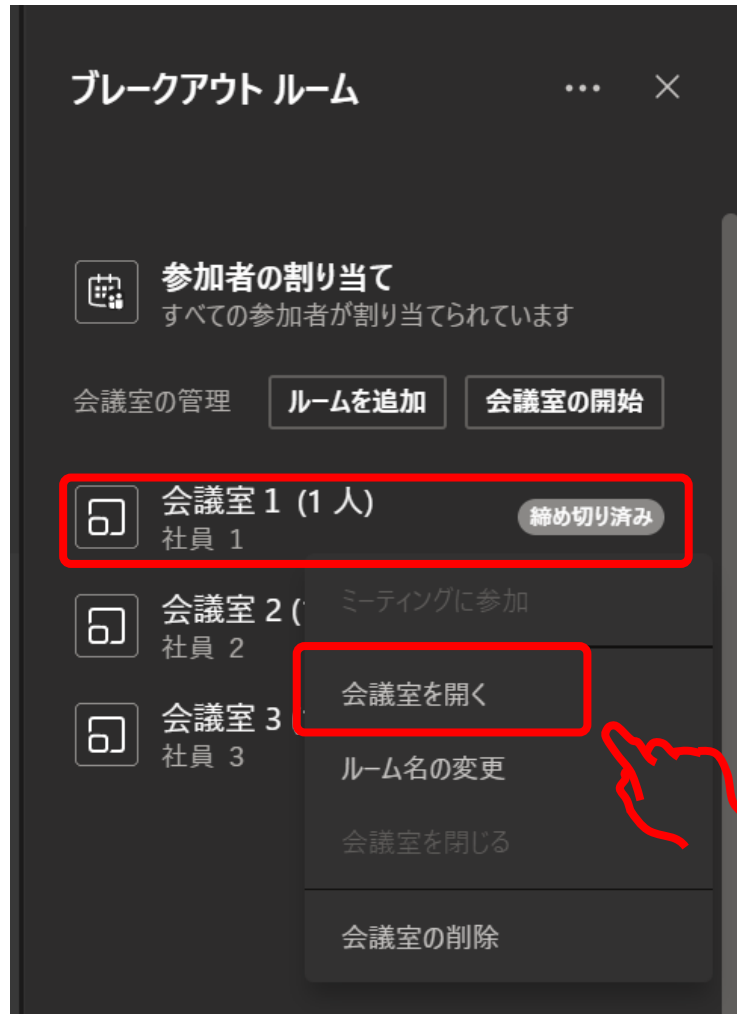 ブレークアウト ルーム
参加者の割り当て
すべての参加者が割り当てられています
会議室の管理 ルームを追加 会議室の開始
会議室 1 (1 人) 締め切り済み
社員 1
ミーティングに参加
会議室 2 (
社員 2
会議室を開く
会議室 3 (
社員 3
ルーム名の変更
会議室を閉じる
会議室の削除